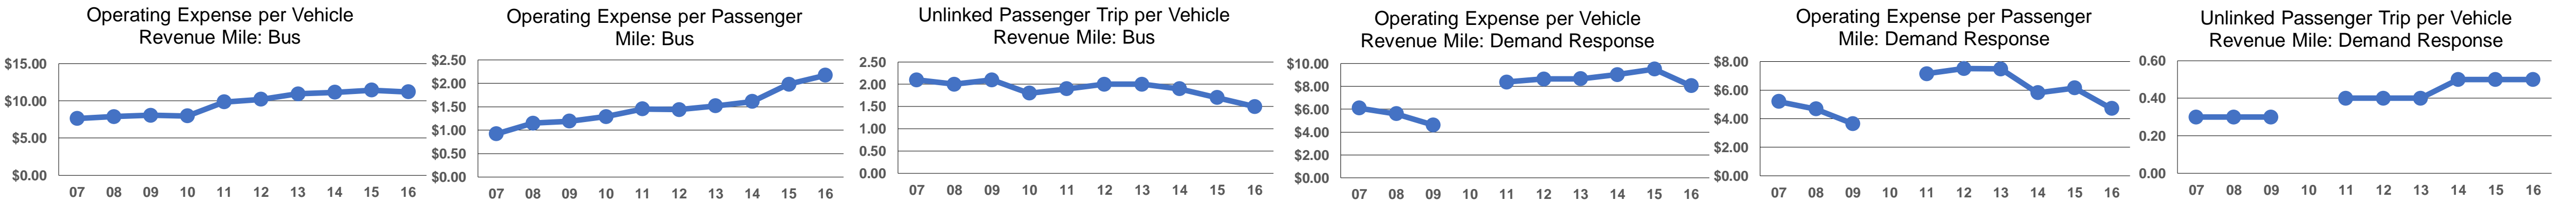 Operating Expense per Vehicle
Revenue Mile: Bus
$15.00
$10.00
$5.00
$0.00
07 08 09 10 11 12 13 14 15 16
Operating Expense per Passenger
Mile: Bus
$2.50
$2.00
$1.50
$1.00
$0.50
$0.00
07 08 09 10 11 12 13 14 15 16
Unlinked Passenger Trip per Vehicle
Revenue Mile: Bus
2.50
2.00
1.50
1.00
0.50
0.00
07 08 09 10 11 12 13 14 15 16
Operating Expense per Vehicle
Revenue Mile: Demand Response
$10.00
$8.00
$6.00
$4.00
$2.00
$0.00
07 08 09 10 11 12 13 14 15 16
Operating Expense per Passenger
Mile: Demand Response
$8.00
$6.00
$4.00
$2.00
$0.00
07 08 09 10 11 12 13 14 15 16
Unlinked Passenger Trip per Vehicle
Revenue Mile: Demand Response
0.60
0.40
0.20
0.00
07 08 09 10 11 12 13 14 15 16